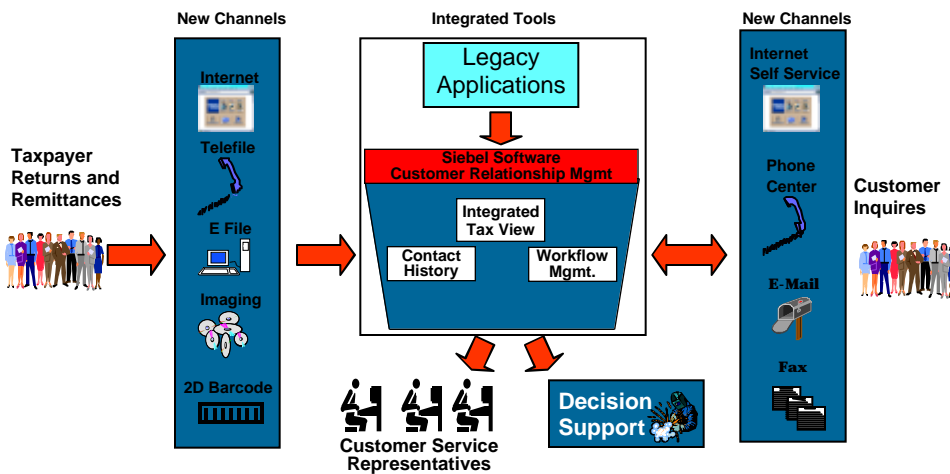 New Channels
Integrated Tools
New Channels
Taxpayer
Returns and
Remittances
Internet
Telefile
E File
Imaging
2D Barcode
Legacy
Applications
Siebel Software
Customer Relationship Mgmt
Integrated
Tax View
Contact
History
Workflow
Mgmt.
Customer Service
Representatives
Decision
Support
Internet
Self Service
Phone
Center
E-Mail
Fax
Customer
Inquires